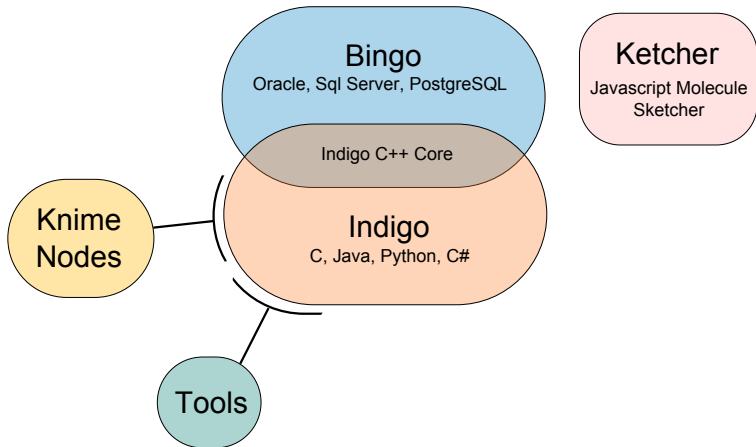 Bingo
Oracle, Sql Server, PostgreSQL
Ketcher
Javascript Molecule
Sketcher
Indigo C++ Core
Knime
Nodes
Indigo
C, Java, Python, C#
Tools